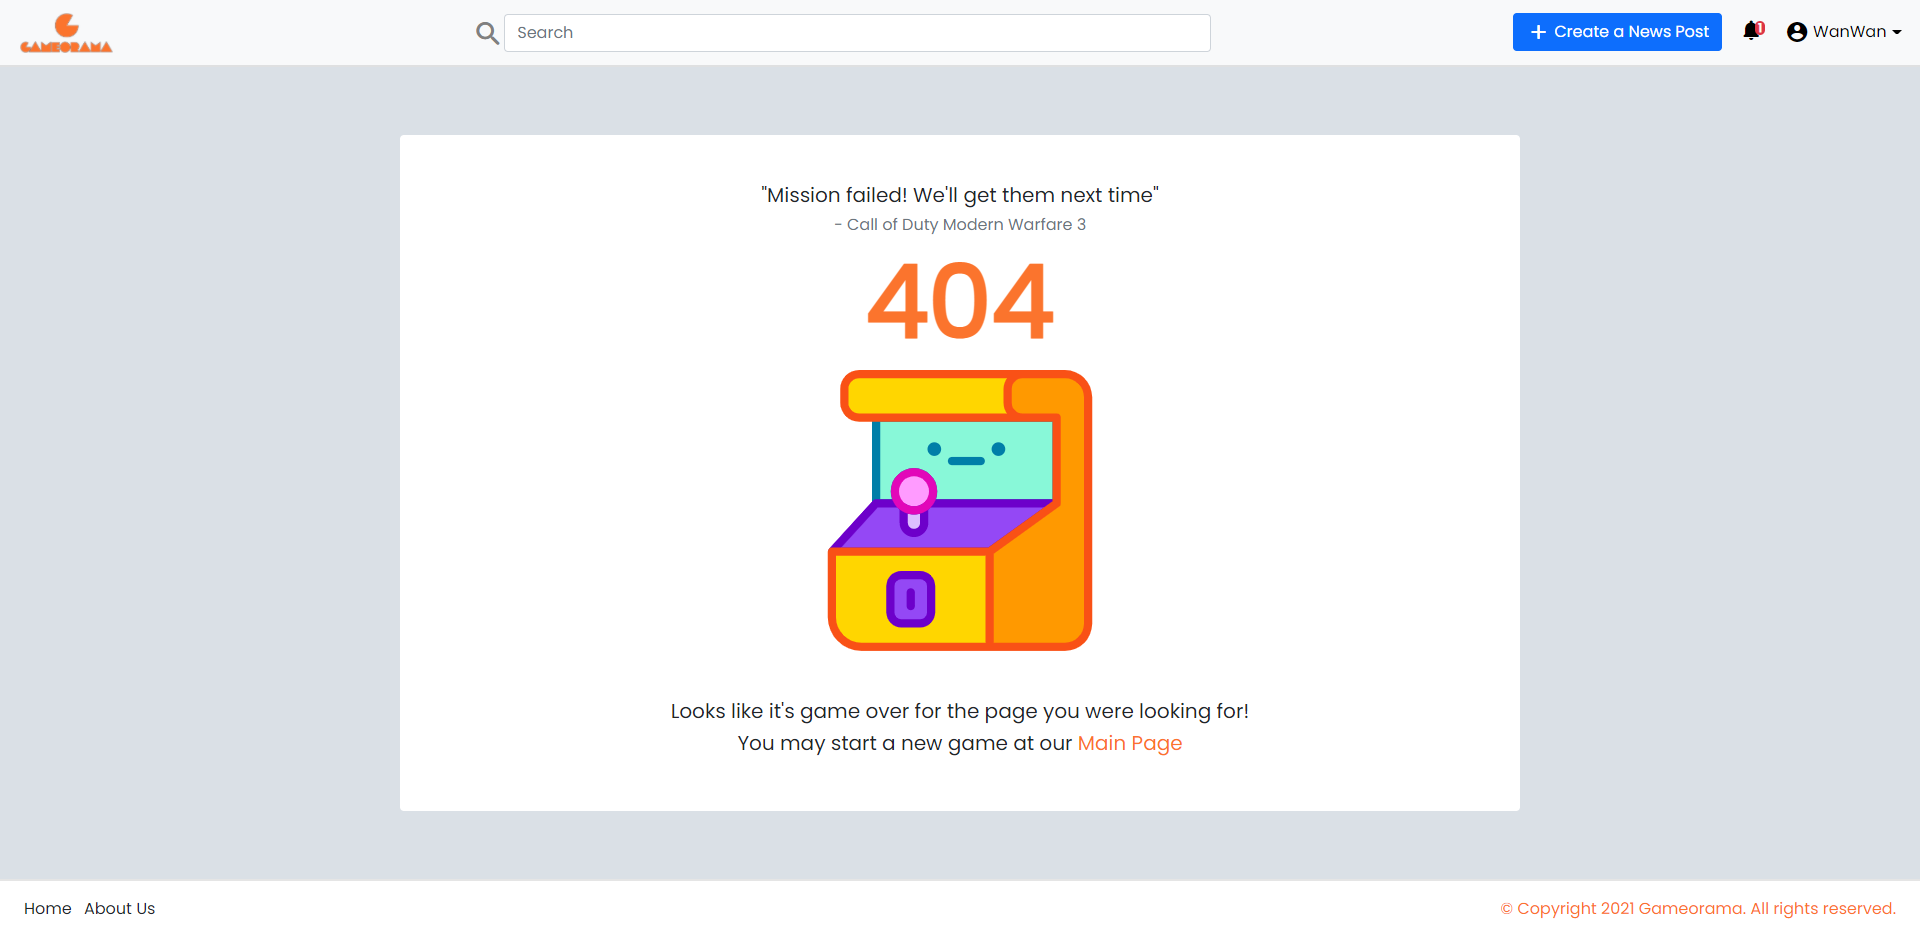 GAMEORAMA
Search
Create a News Post
1
WanWan
"Mission failed! We'll get them next time"
- Call of Duty Modern Warfare 3
404
Looks like it's game over for the page you were looking for!
You may start a new game at our Main Page
Home About Us
© Copyright 2021 Gameorama. All rights reserved.